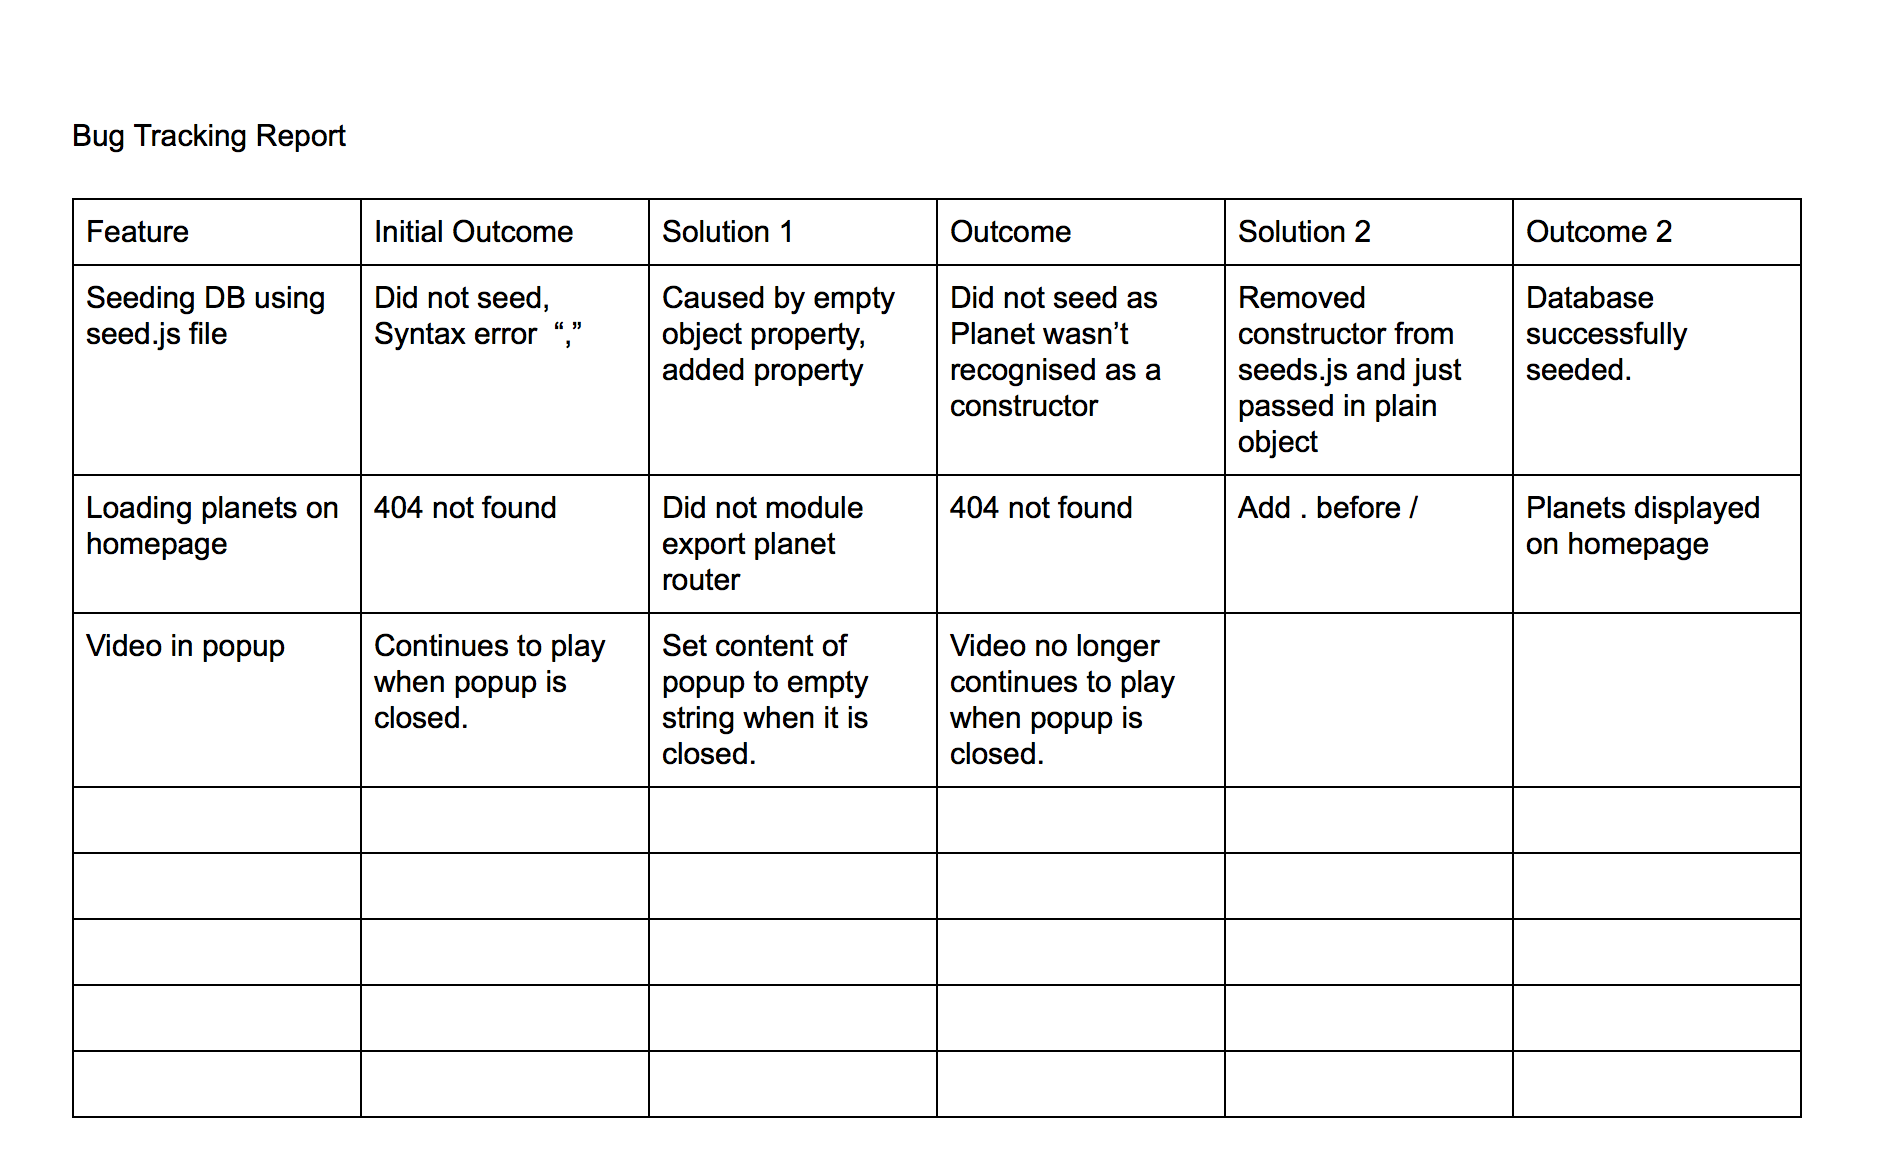 Bug Tracking Report
Feature
Initial Outcome
Solution 1
Outcome
Solution 2
Outcome 2
Seeding DB using
seed.js file
Did not seed,
Syntax error  “,”
Caused by empty
object property,
added property
Did not seed as
Planet wasn’t
recognised as a
constructor
Removed
constructor from
seeds.js and just
passed in plain
object
Database
successfully
seeded.
Loading planets on
homepage
404 not found
Did not module
export planet
router
404 not found
Add . before /
Planets displayed
on homepage
Video in popup
Continues to play
when popup is
closed.
Set content of
popup to empty
string when it is
closed.
Video no longer
continues to play
when popup is
closed.